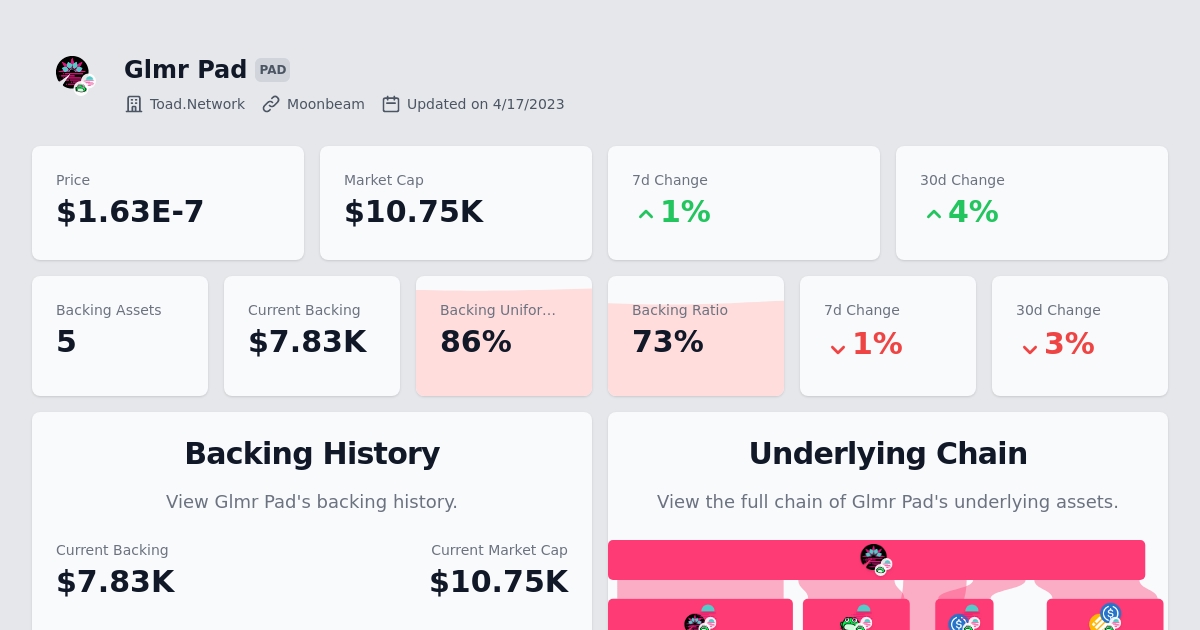 Glmr Pad PAD
Toad.Network Moonbeam Updated on 4/17/2023
Price Market Cap 7d Change 30d Change
$1.63E-7 $10.75K 1% 4%
Backing Assets Current Backing Backing Unifor... Backing Ratio 7d Change 30d Change
5 $7.83K 86% 73% 1% 3%
Backing History
View Glmr Pad's backing history.
Current Backing Current Market Cap
$7.83K $10.75K
Underlying Chain
View the full chain of Glmr Pad's underlying assets.